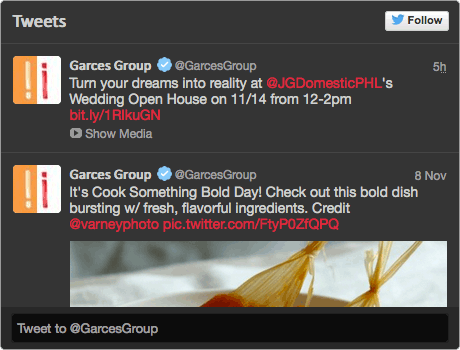 Tweets
Follow
Garces Group @GarcesGroup 5h
Turn your dreams into reality at @JGDomesticPHL's
Wedding Open House on 11/14 from 12-2pm
bit.ly/1RlkuGN
Show Media
Garces Group @GarcesGroup 8 Nov
It's Cook Something Bold Day! Check out this bold dish
bursting w/ fresh, flavorful ingredients. Credit
@varneyphoto pic.twitter.com/FtyP0ZfQPQ
Tweet to @GarcesGroup